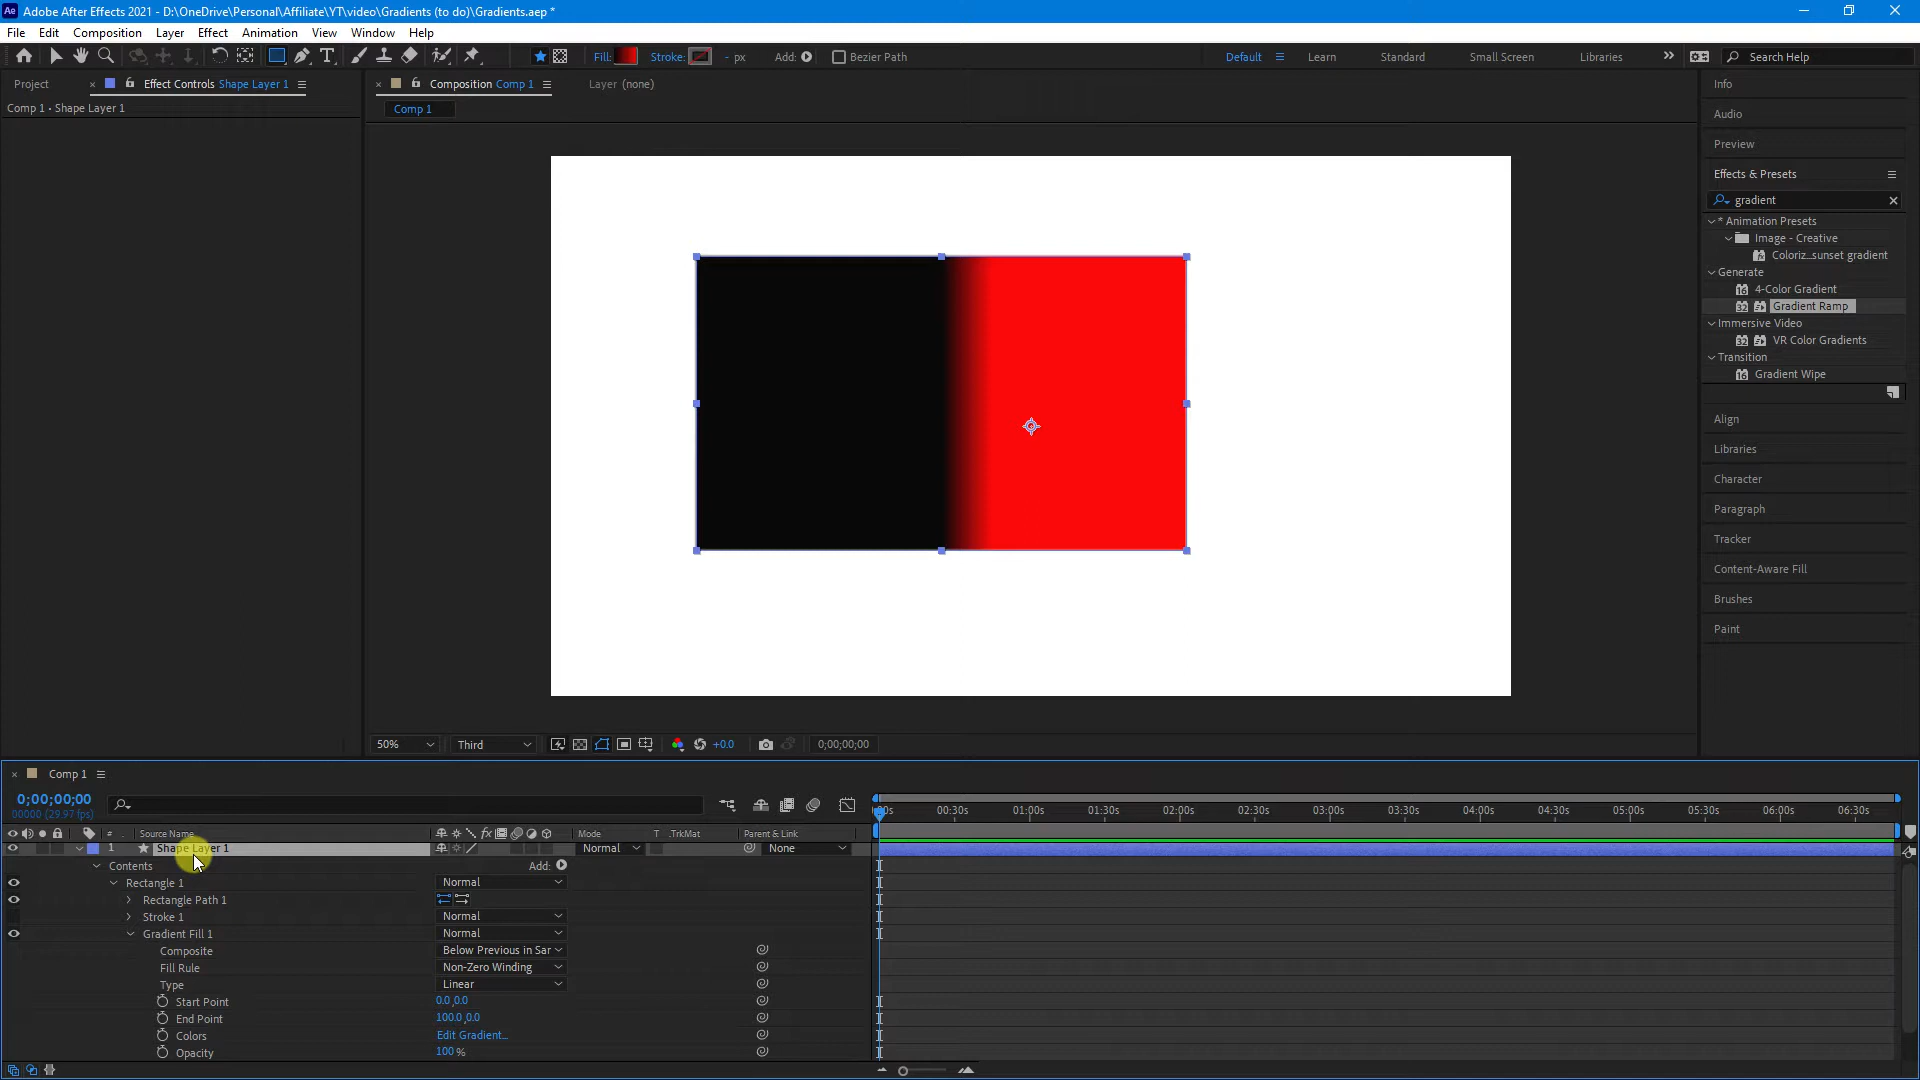 Ae Adobe After Effects 2021 - D:\OneDrive\Personal\Affiliate\YT\video\Gradients (to do)\Gradients.aep *
File Edit Composition Layer Effect Animation View Window Help
Fill: Stroke: - px Add: Bezier Path Default Learn Standard Small Screen Libraries Search Help
Project Effect Controls Shape Layer 1 Composition Comp 1 Layer (none) Info
Comp 1 • Shape Layer 1 Comp 1
Audio
Preview
Effects & Presets
gradient
* Animation Presets
Image - Creative
Coloriz_sunset gradient
Generate
4-Color Gradient
Gradient Ramp
Immersive Video
VR Color Gradients
Transition
Gradient Wipe
Align
Libraries
Character
Paragraph
Tracker
Content-Aware Fill
Brushes
Paint
50% Third +0.0 0;00;00;00
Comp 1
0;00;00;00
00000 (29.97 fps)
00s 00:30s 01:00s 01:30s 02:00s 02:30s 03:00s 03:30s 04:00s 04:30s 05:00s 05:30s 06:00s 06:30s
# Source Name fx Mode T .TrkMat Parent & Link
1 Shape Layer 1 Normal None
Contents Add:
Rectangle 1 Normal
Rectangle Path 1
Stroke 1 Normal
Gradient Fill 1 Normal
Composite Below Previous in Sar
Fill Rule Non-Zero Winding
Type Linear
Start Point 0.0,0.0
End Point 100.0,0.0
Colors Edit Gradient...
Opacity 100 %